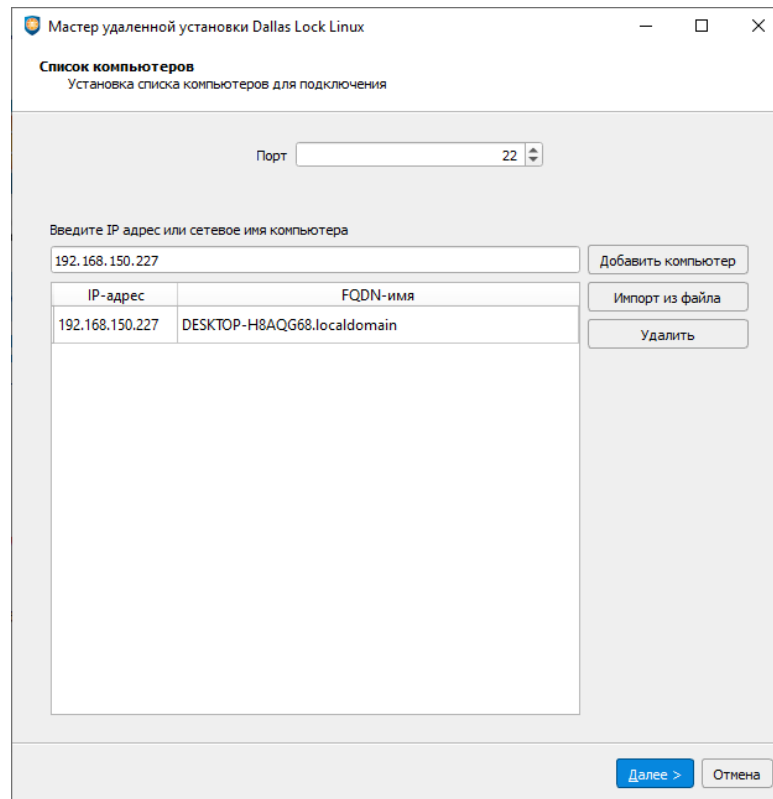 Мастер удаленной установки Dallas Lock Linux
Список компьютеров
Установка списка компьютеров для подключения
Порт 22
Введите IP адрес или сетевое имя компьютера
192.168.150.227 Добавить компьютер
IP-адрес FQDN-имя Импорт из файла
192.168.150.227 DESKTOP-H8AQG68.localdomain Удалить
Далее > Отмена